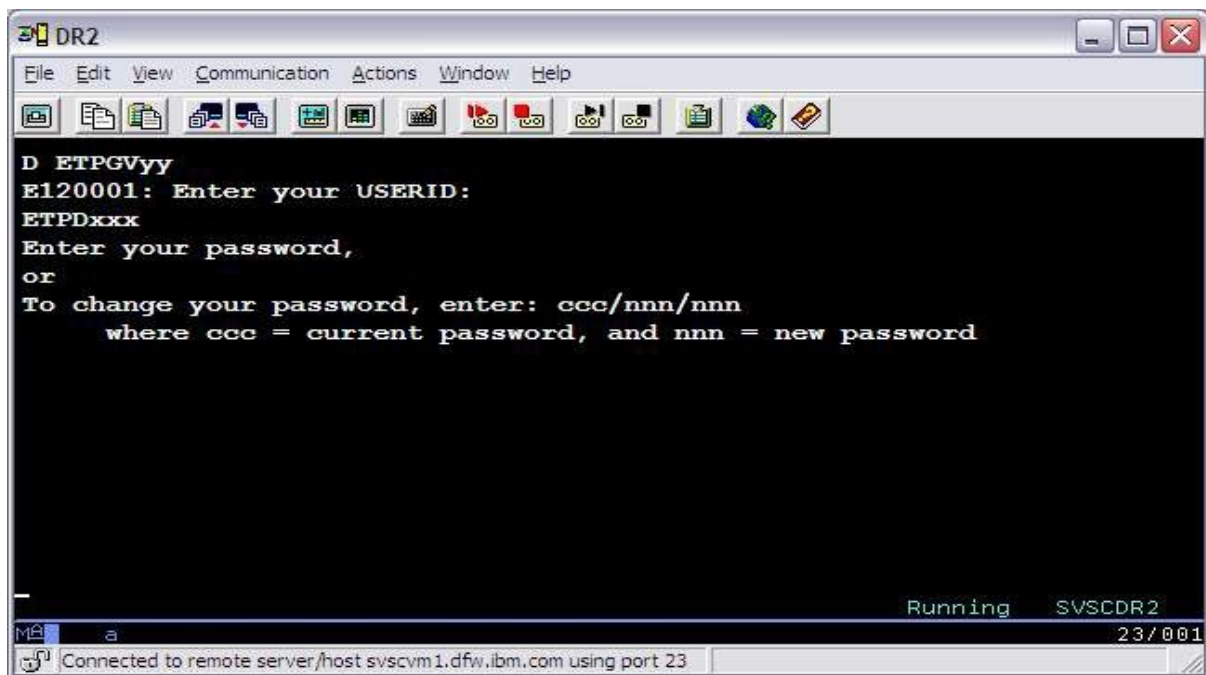 DR2
File Edit View Communication Actions Window Help
D ETPGVyy
E120001: Enter your USERID:
ETPDxxx
Enter your password,
or
To change your password, enter: ccc/nnn/nnn
where ccc = current password, and nnn = new password
Running SVSCDR2
MA a 23/001
Connected to remote server/host svscvm1.dfw.ibm.com using port 23